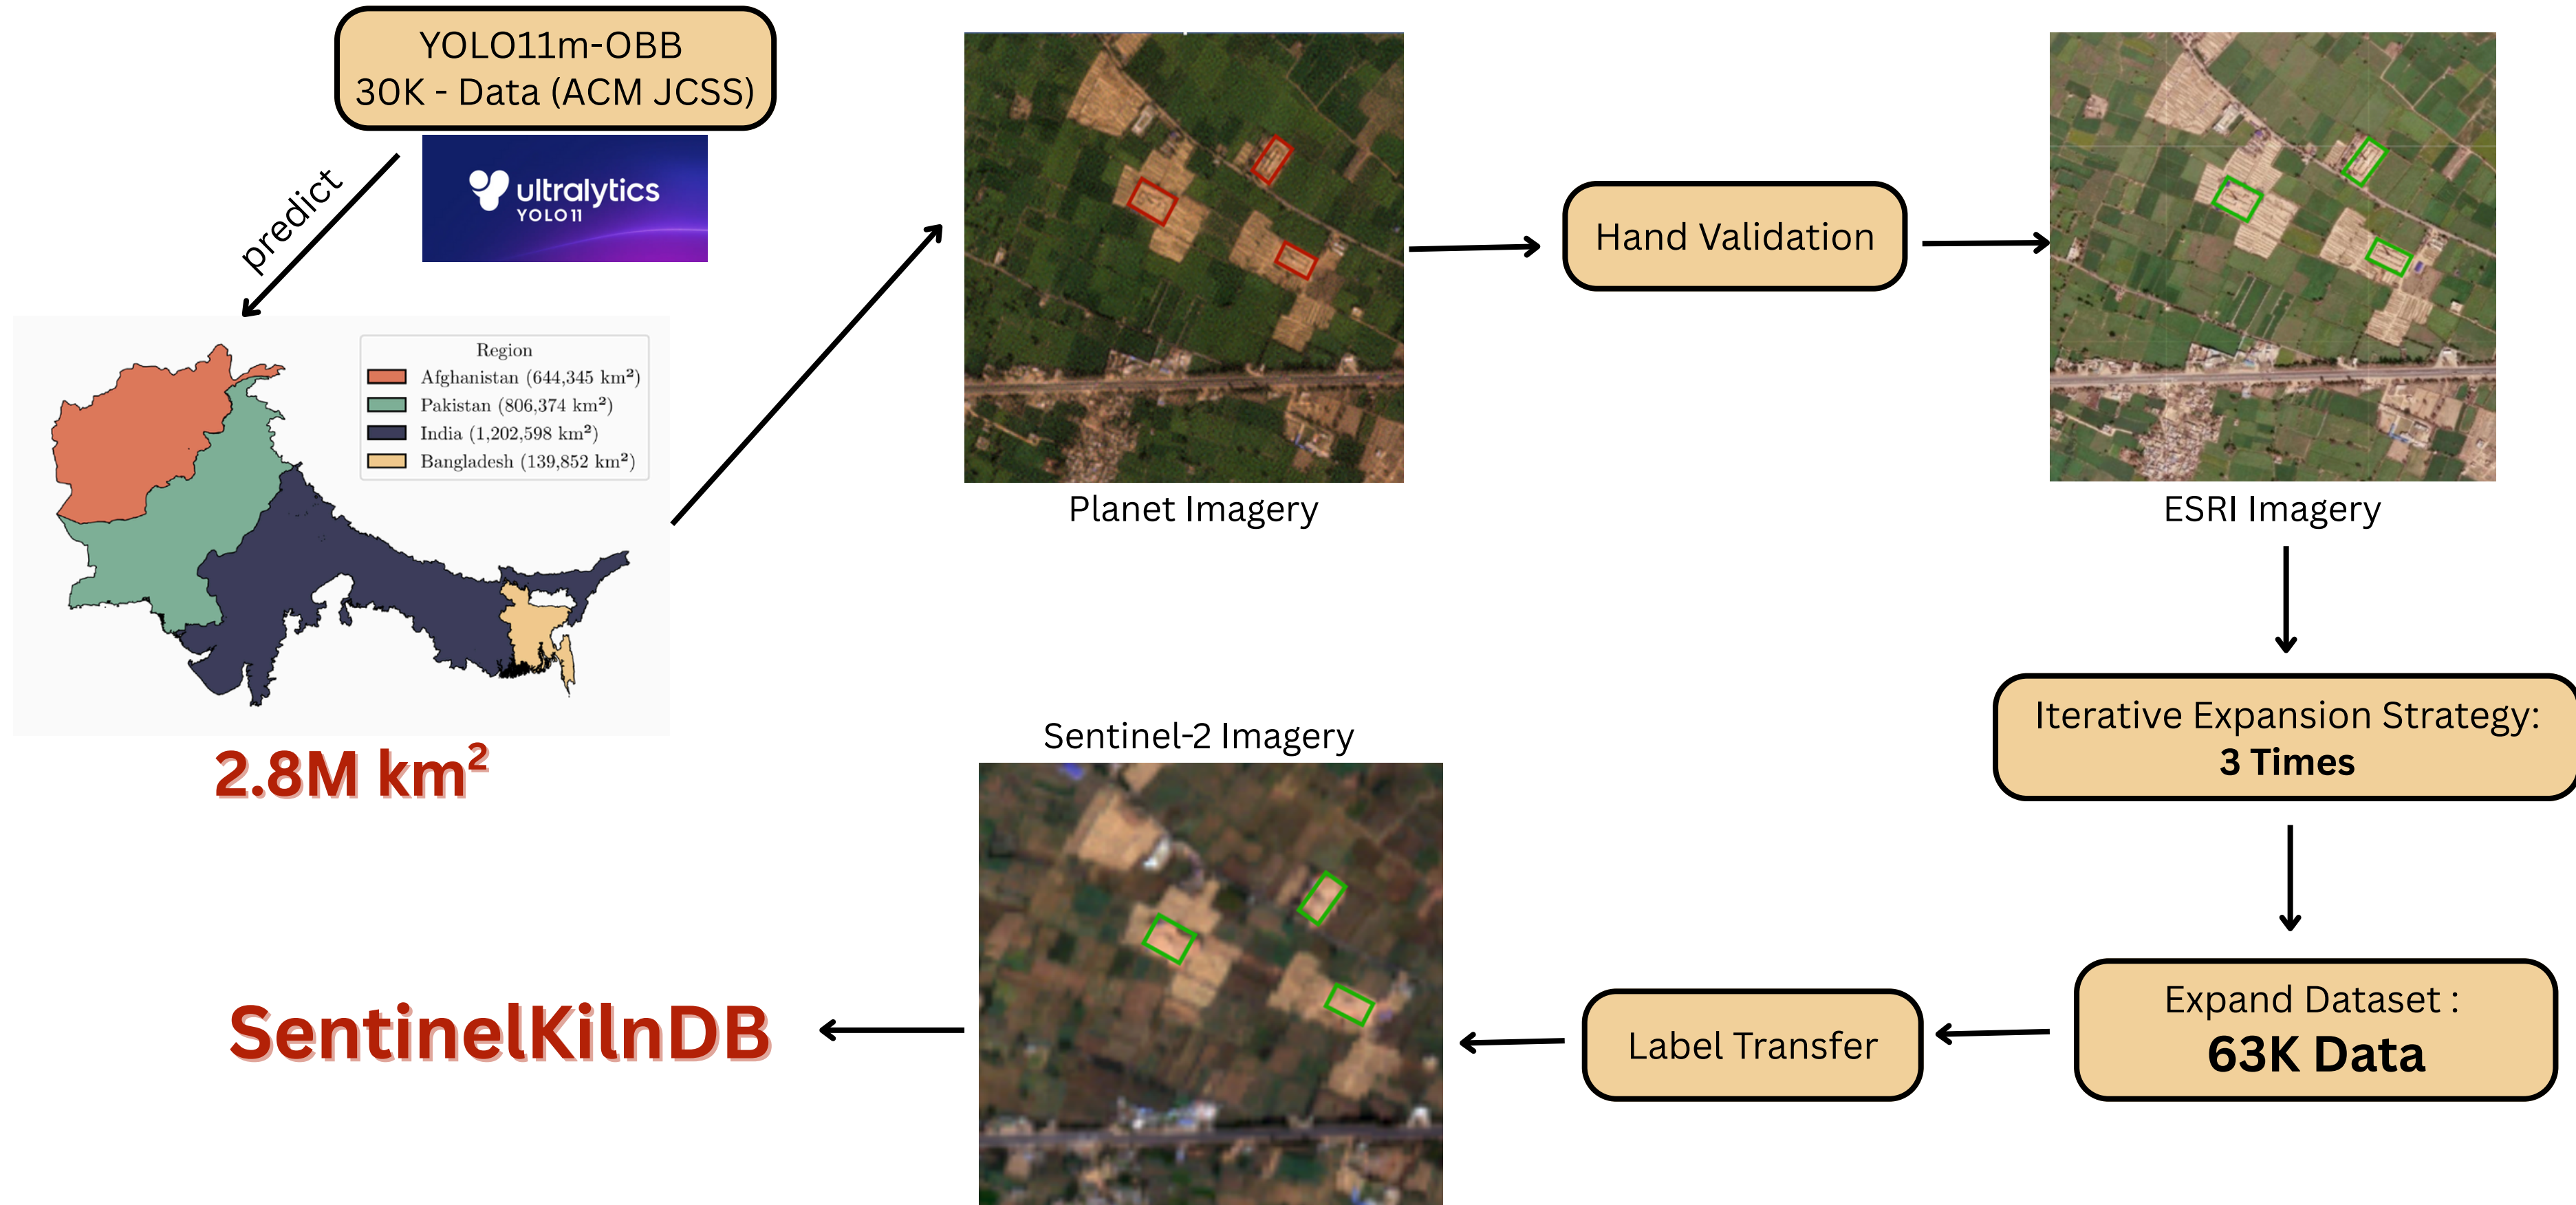 YOLO11m-OBB
30K - Data (ACM JCSS)
ultralytics
YOLO11
predict
Region
Afghanistan (644,345 km²)
Pakistan (806,374 km²)
India (1,202,598 km²)
Bangladesh (139,852 km²)
2.8M km²
Planet Imagery
Hand Validation
ESRI Imagery
Iterative Expansion Strategy:
3 Times
Expand Dataset :
63K Data
Label Transfer
Sentinel-2 Imagery
SentinelKilnDB